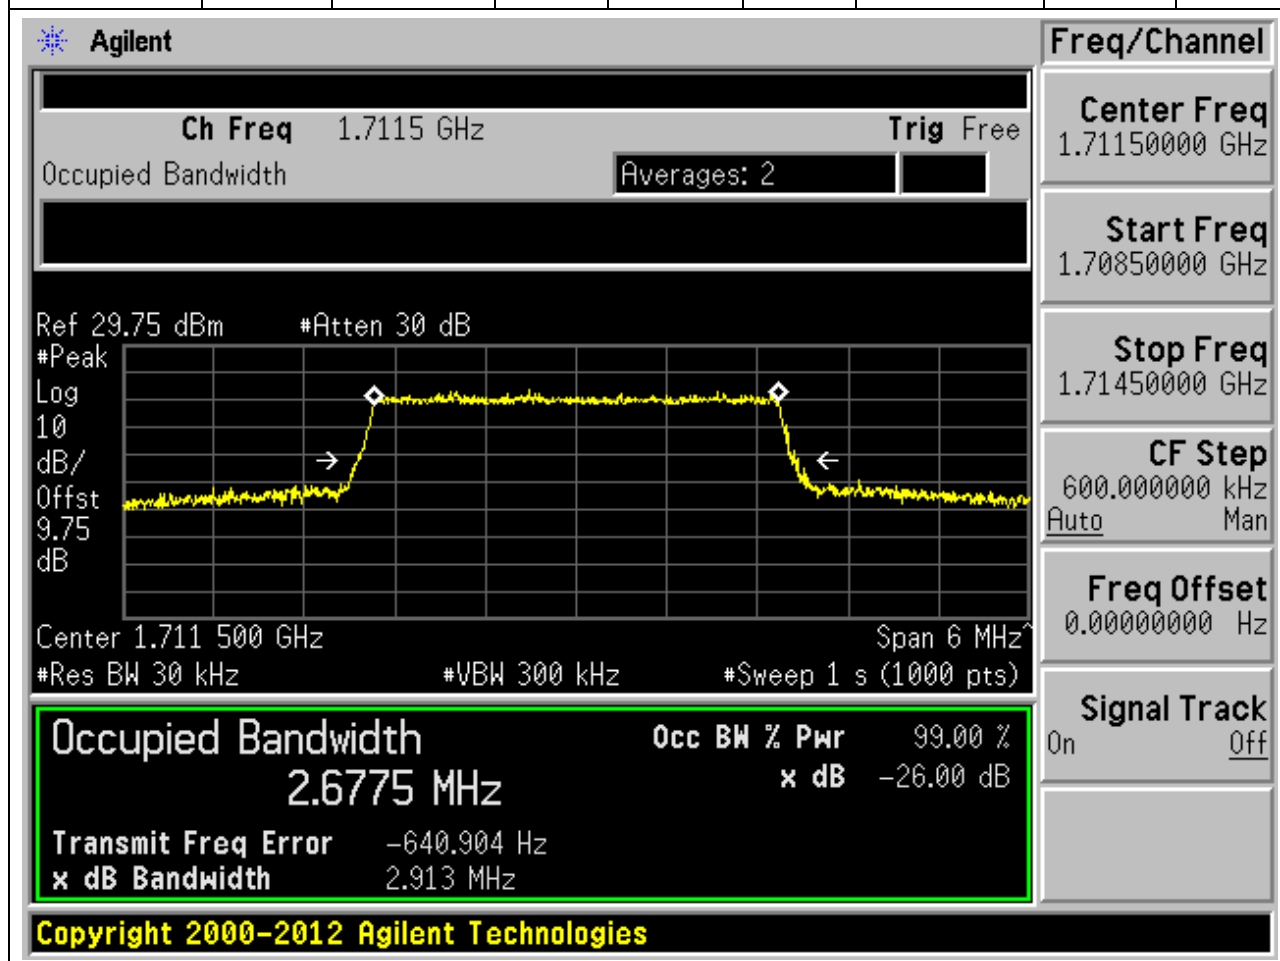 Agilent
Freq/Channel
Ch Freq 1.7115 GHz Trig Free
Occupied Bandwidth Averages: 2
Center Freq
1.71150000 GHz
Start Freq
1.70850000 GHz
Stop Freq
1.71450000 GHz
CF Step
600.000000 kHz
Auto Man
Freq Offset
0.00000000 Hz
Signal Track
On Off
Ref 29.75 dBm #Atten 30 dB
#Peak
Log
10
dB/
Offst
9.75
dB
Center 1.711 500 GHz Span 6 MHz^
#Res BW 30 kHz #VBW 300 kHz #Sweep 1 s (1000 pts)
Occupied Bandwidth Occ BW % Pwr 99.00 %
2.6775 MHz x dB -26.00 dB
Transmit Freq Error -640.904 Hz
x dB Bandwidth 2.913 MHz
Copyright 2000-2012 Agilent Technologies